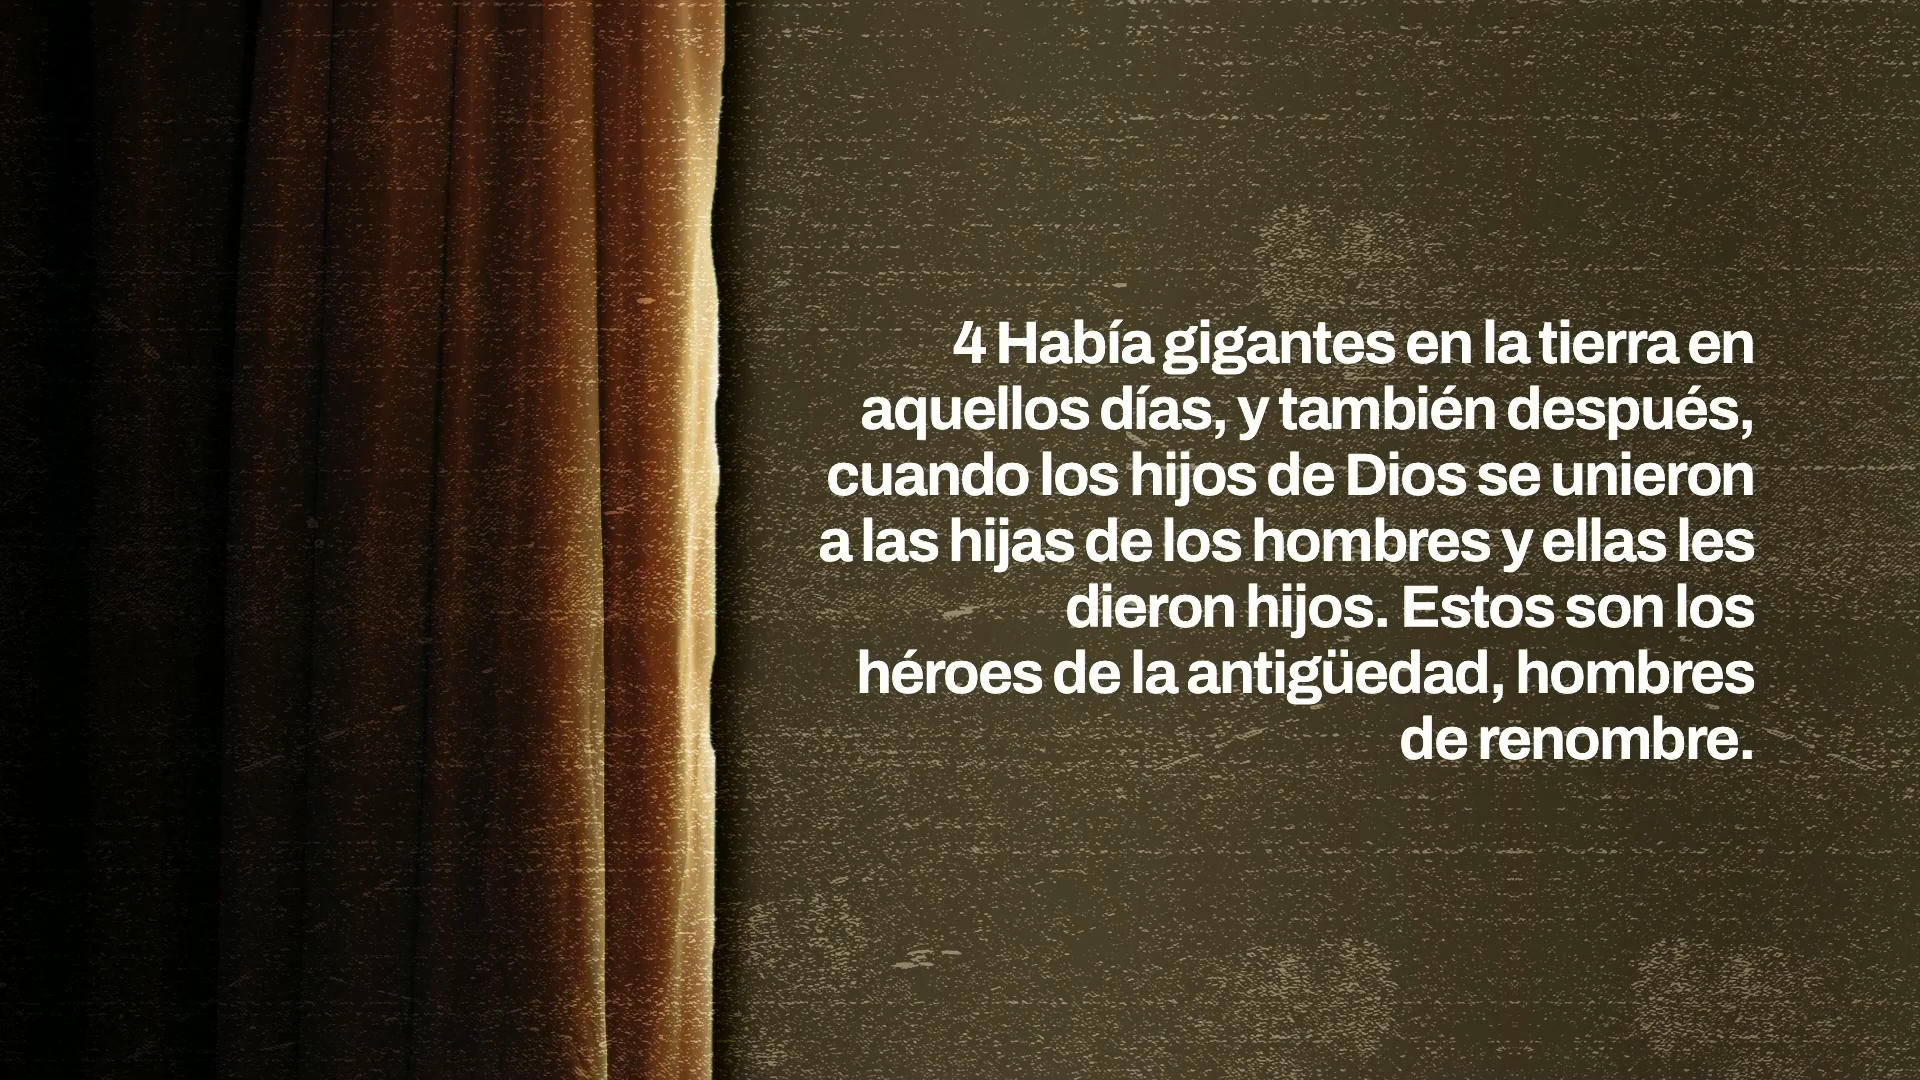 4 Había gigantes en la tierra en
aquellos días, y también después,
cuando los hijos de Dios se unieron
a las hijas de los hombres y ellas les
dieron hijos. Estos son los
héroes de la antigüedad, hombres
de renombre.